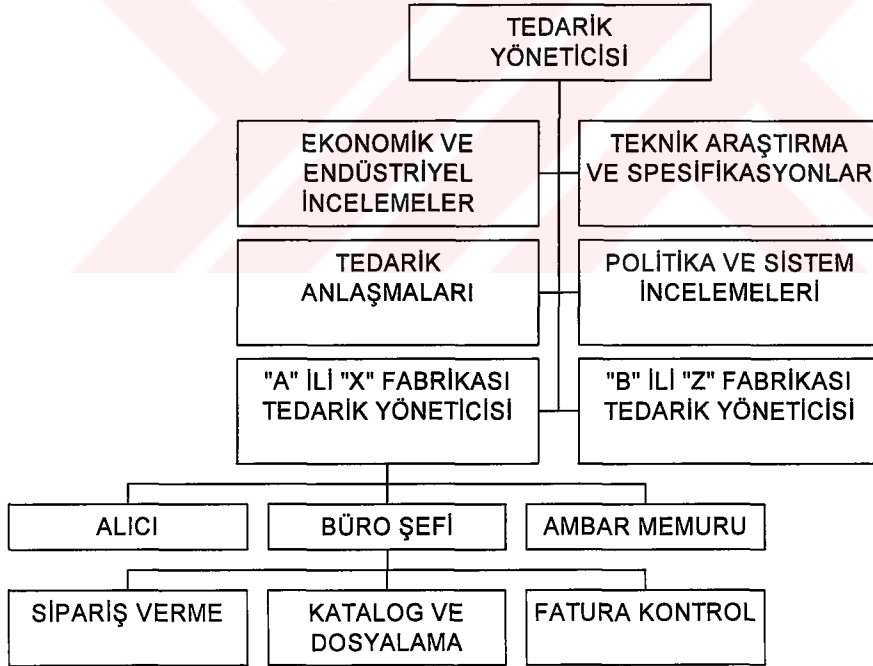 TEDARİK
YÖNETİCİSİ
EKONOMİK VE
ENDÜSTRİYEL
İNCELEMELER
TEKNİK ARAŞTIRMA
VE SPESİFİKASYONLAR
TEDARİK
ANLAŞMALARI
POLİTİKA VE SİSTEM
İNCELEMELERİ
"A" İLİ "X" FABRİKASI
TEDARİK YÖNETİCİSİ
"B" İLİ "Z" FABRİKASI
TEDARİK YÖNETİCİSİ
ALICI
BÜRO ŞEFİ
AMBAR MEMURU
SİPARİŞ VERME
KATALOG VE
DOSYALAMA
FATURA KONTROL